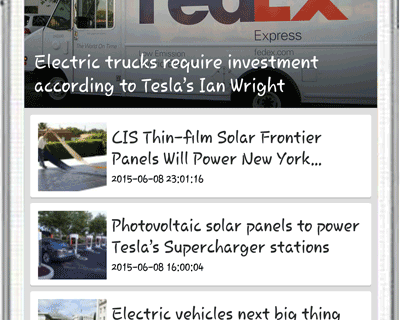 FedEx
Express
Low Emission
fedex.com
Electric trucks require investment
according to Tesla's Ian Wright
CIS Thin-film Solar Frontier
Panels Will Power New York...
2015-06-08 23:01:16
Photovoltaic solar panels to power
Tesla's Supercharger stations
2015-06-08 16:00:04
Electric vehicles next big thing